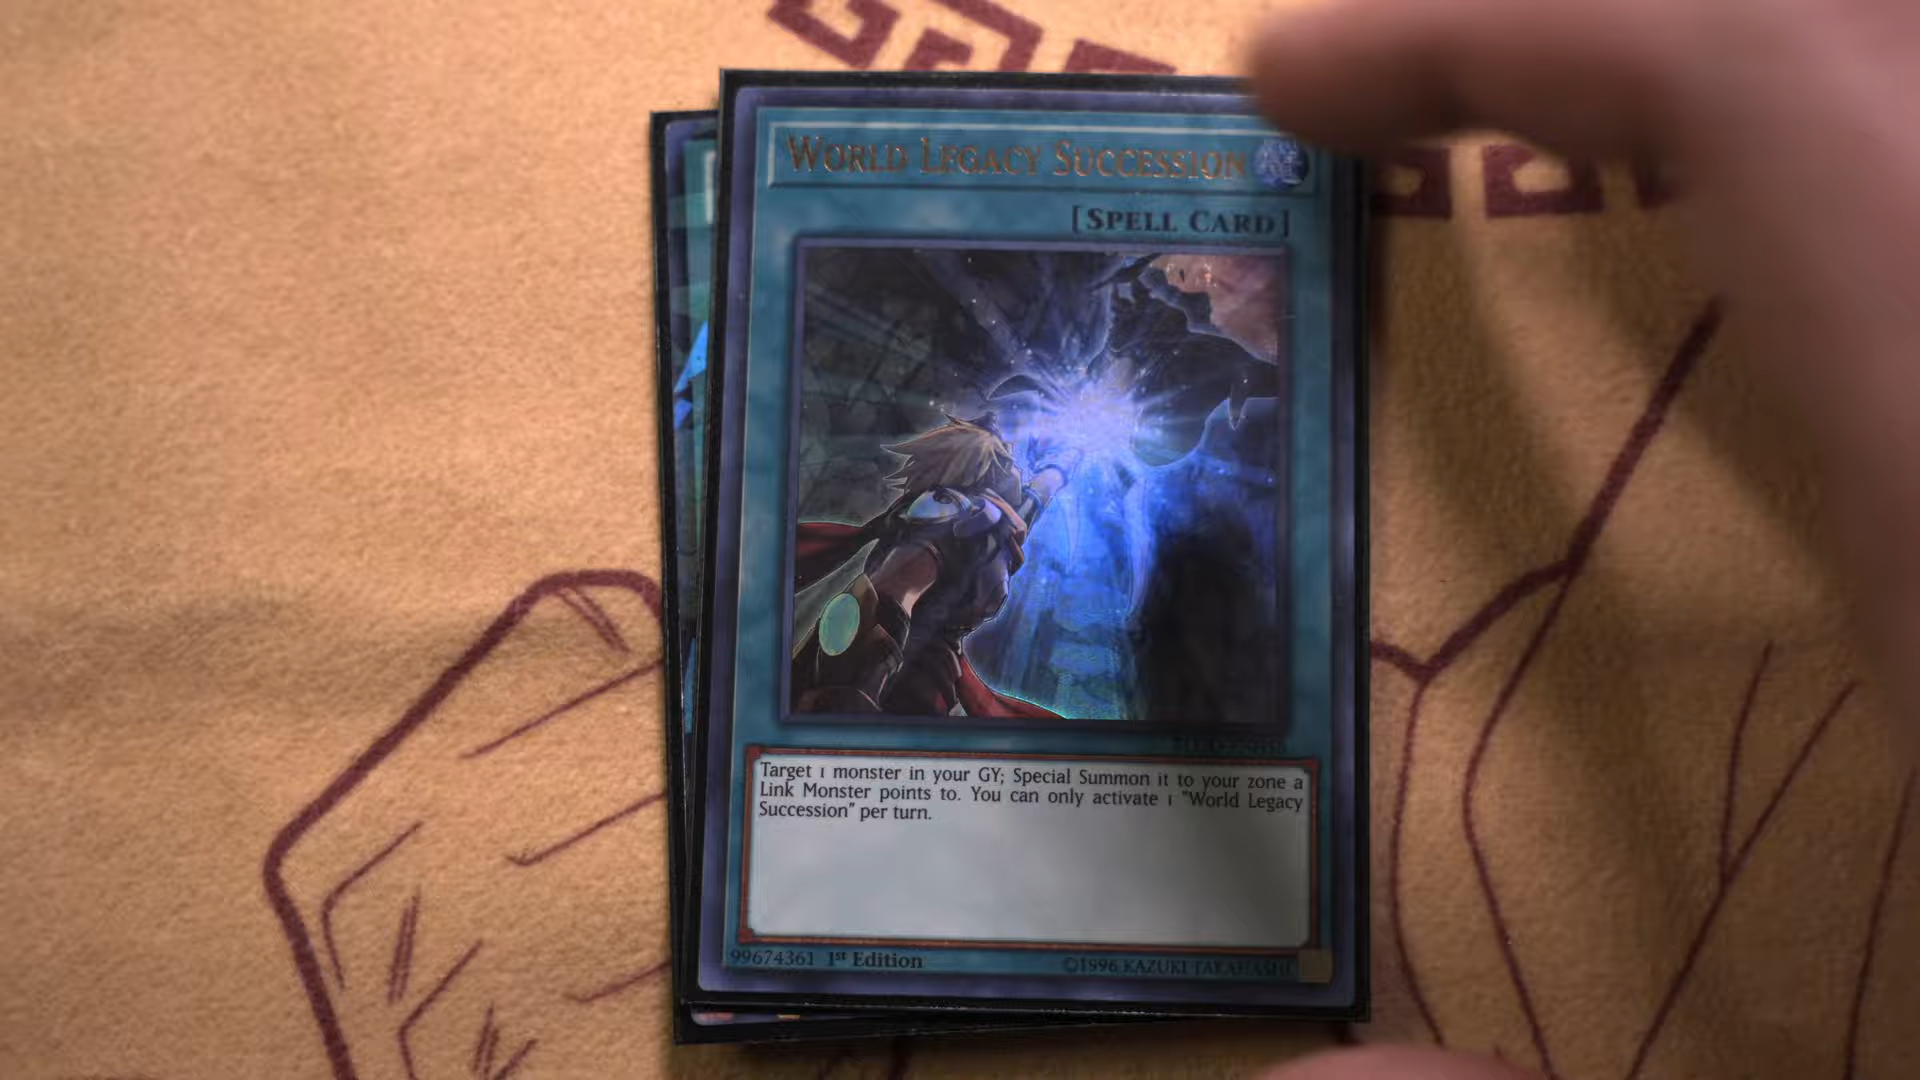 WORLD LEGACY SUCCESSION
[SPELL CARD]
Target 1 monster in your GY; Special Summon it to your zone a
Link Monster points to. You can only activate 1 "World Legacy
Succession" per turn.
99674361 1st Edition
©1996 KAZUKI TAKAHASHI